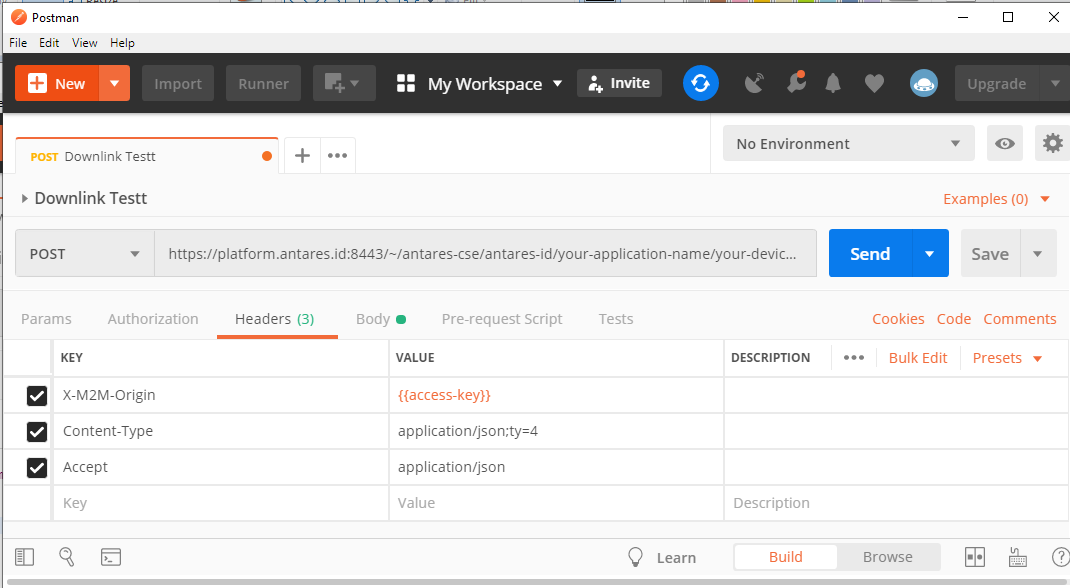 Postman
File Edit View Help
New Import Runner My Workspace Invite Upgrade
POST Downlink Testt No Environment
Downlink Testt Examples (0)
POST https://platform.antares.id:8443/~/antares-cse/antares-id/your-application-name/your-devic... Send Save
Params Authorization Headers (3) Body Pre-request Script Tests Cookies Code Comments
KEY VALUE DESCRIPTION Bulk Edit Presets
X-M2M-Origin {{access-key}}
Content-Type application/json;ty=4
Accept application/json
Key Value Description
Learn Build Browse